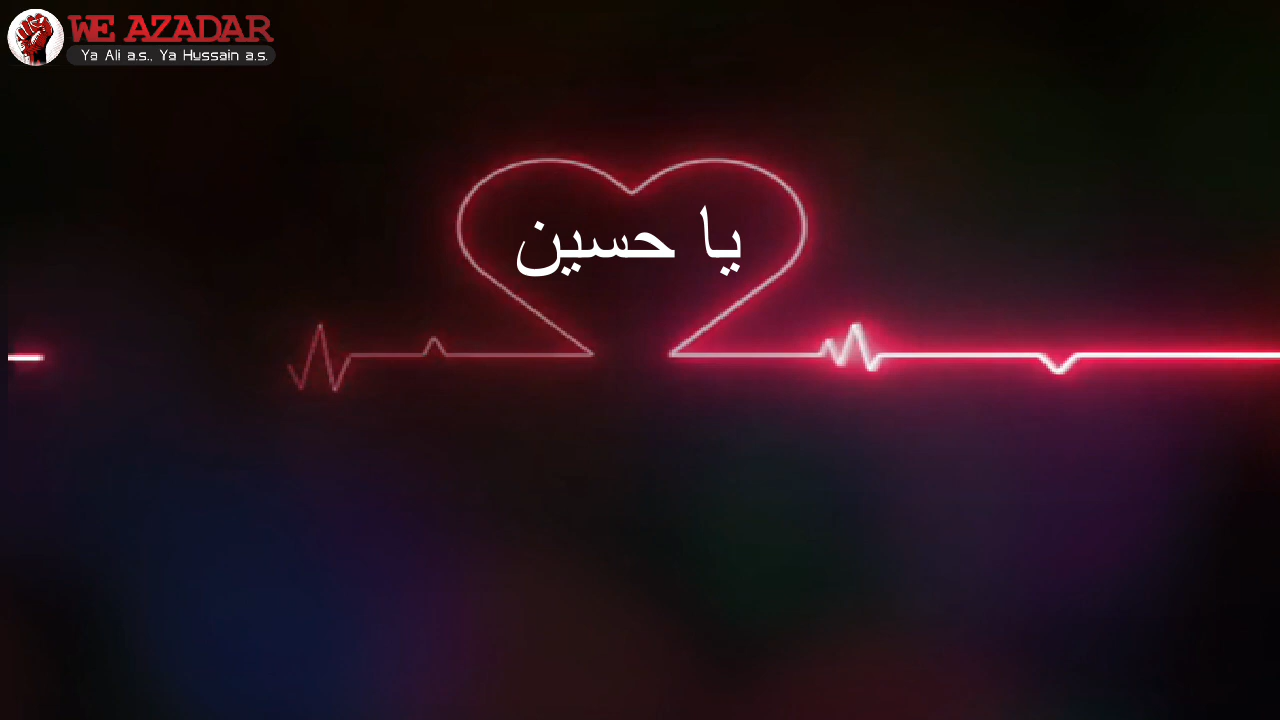 WE AZADAR
Ya Ali a.s., Ya Hussain a.s.
يا حسين